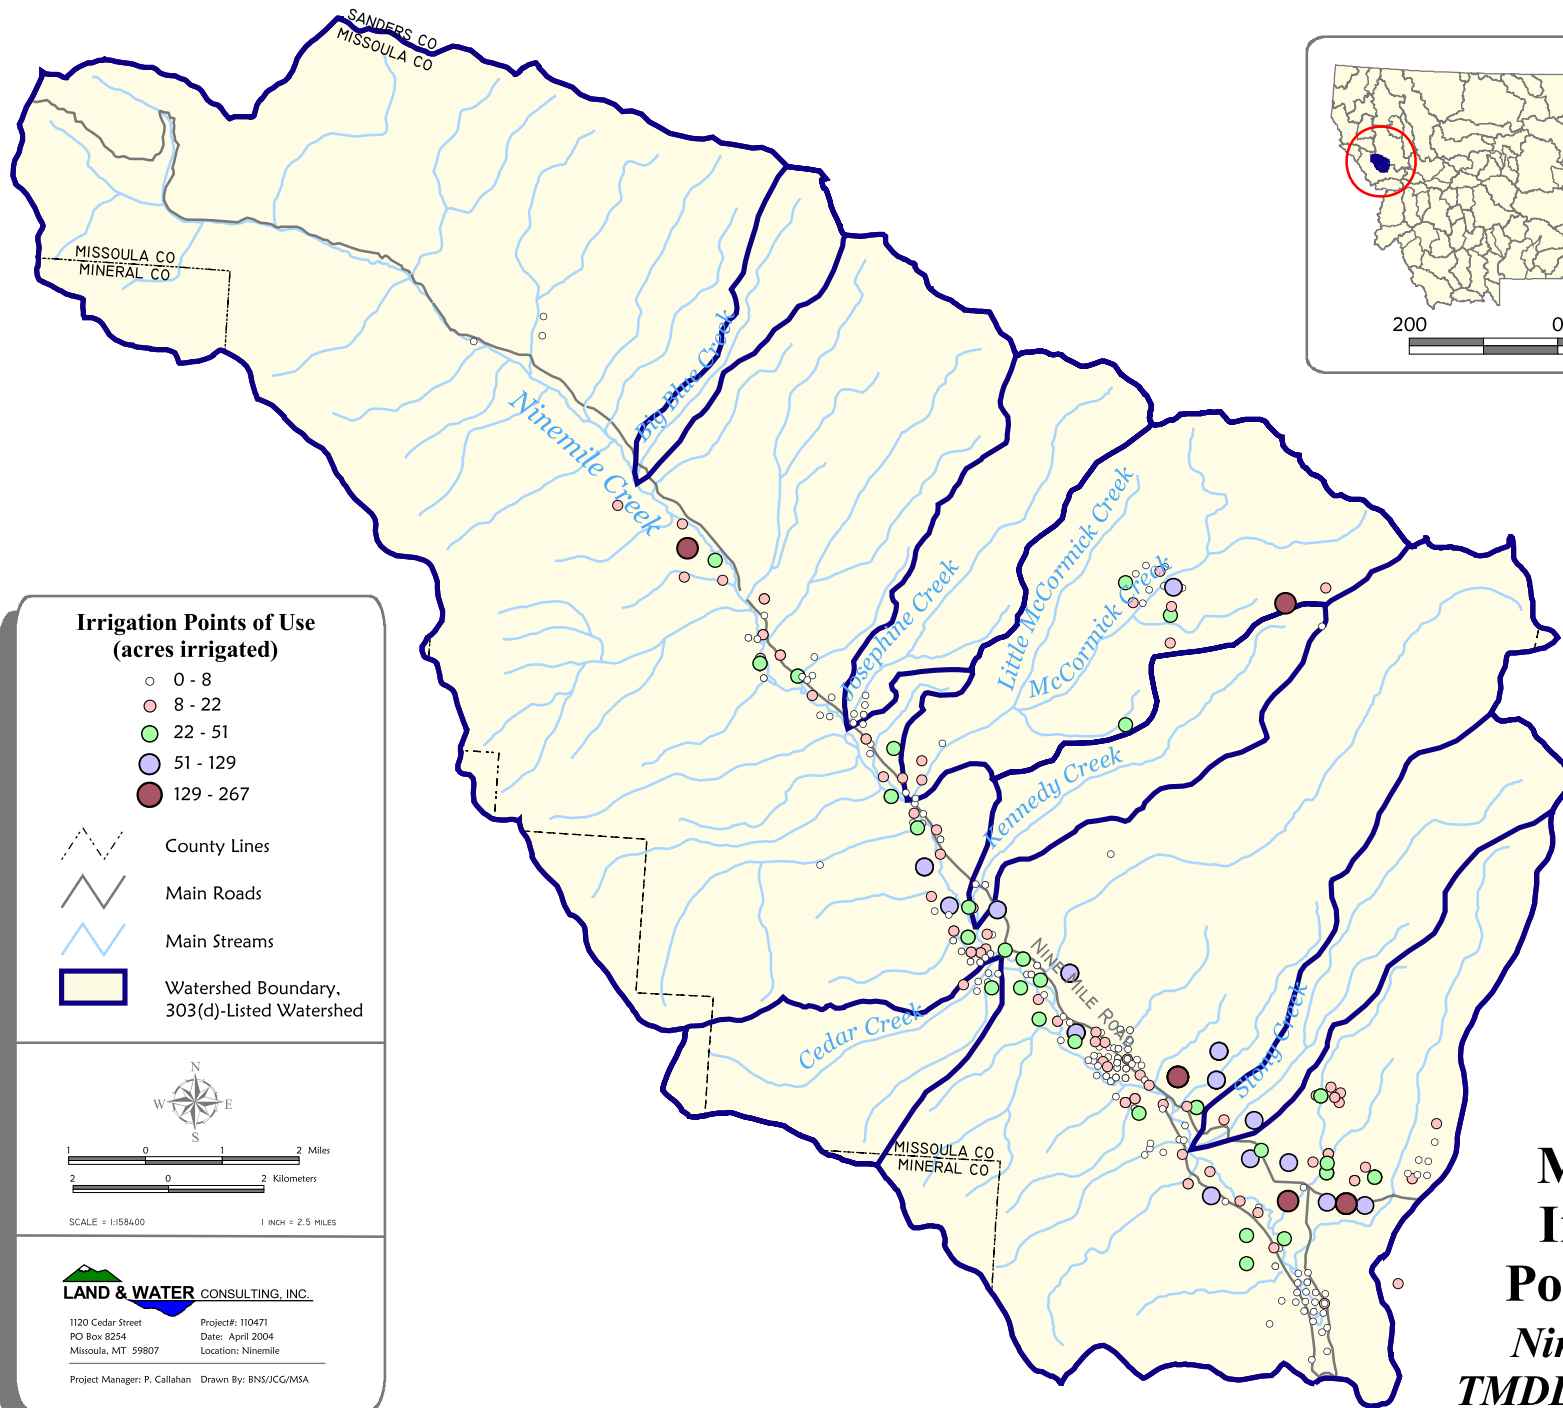 SANDERS CO
MISSOULA CO
MISSOULA CO
MINERAL CO
200
0
Big Blue Creek
Ninemile Creek
Josephine Creek
Little McCormick Creek
McCormick Creek
Kennedy Creek
NINE MILE ROAD
Cedar Creek
Stony Creek
MISSOULA CO
MINERAL CO
Irrigation Points of Use
(acres irrigated)
0 - 8
8 - 22
22 - 51
51 - 129
129 - 267
County Lines
Main Roads
Main Streams
Watershed Boundary,
303(d)-Listed Watershed
N
W E
S
1 0 1 2 Miles
2 0 2 Kilometers
SCALE = 1:158400 1 INCH = 2.5 MILES
LAND & WATER CONSULTING, INC.
1120 Cedar Street Project#: 110471
PO Box 8254 Date: April 2004
Missoula, MT 59807 Location: Ninemile
Project Manager: P. Callahan Drawn By: BNS/JCG/MSA